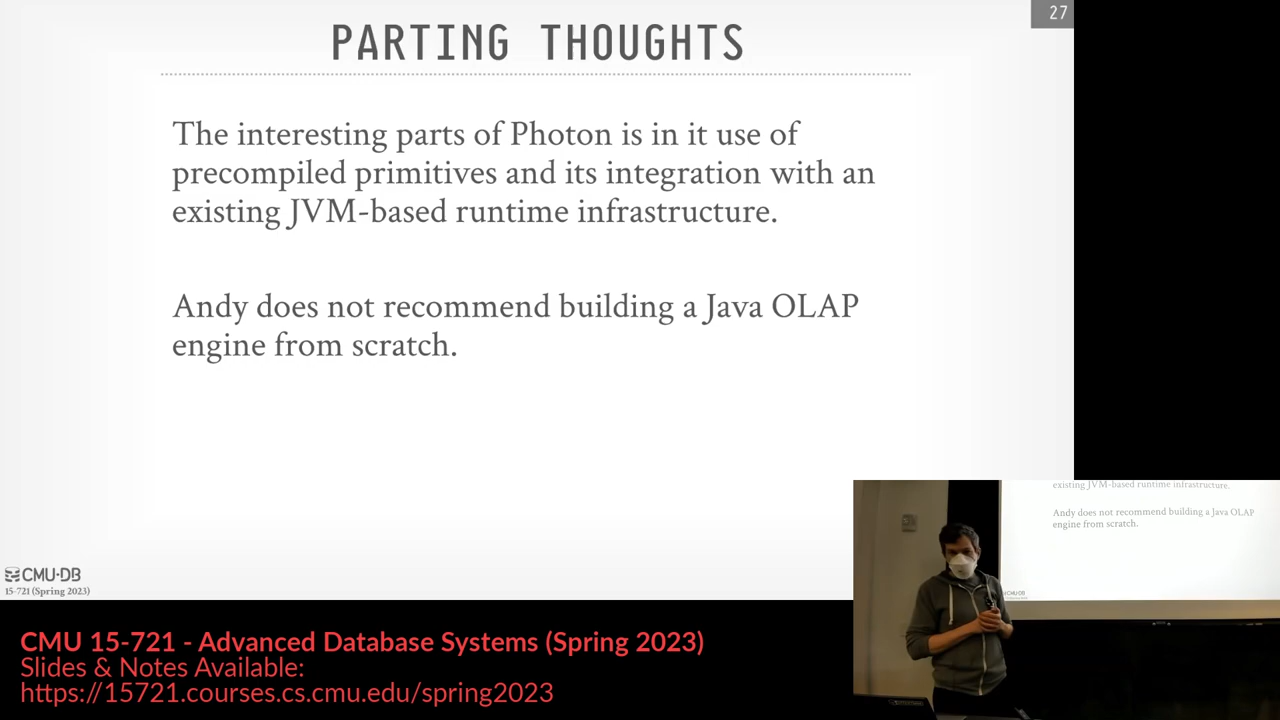 27
PARTING THOUGHTS
The interesting parts of Photon is in it use of
precompiled primitives and its integration with an
existing JVM-based runtime infrastructure.
Andy does not recommend building a Java OLAP
engine from scratch.
CMU·DB
15-721 (Spring 2023)
existing JVM-based runtime infrastructure.
Andy does not recommend building a Java OLAP
engine from scratch.
CMU·DB
CMU 15-721 - Advanced Database Systems (Spring 2023)
Slides & Notes Available:
https://15721.courses.cs.cmu.edu/spring2023